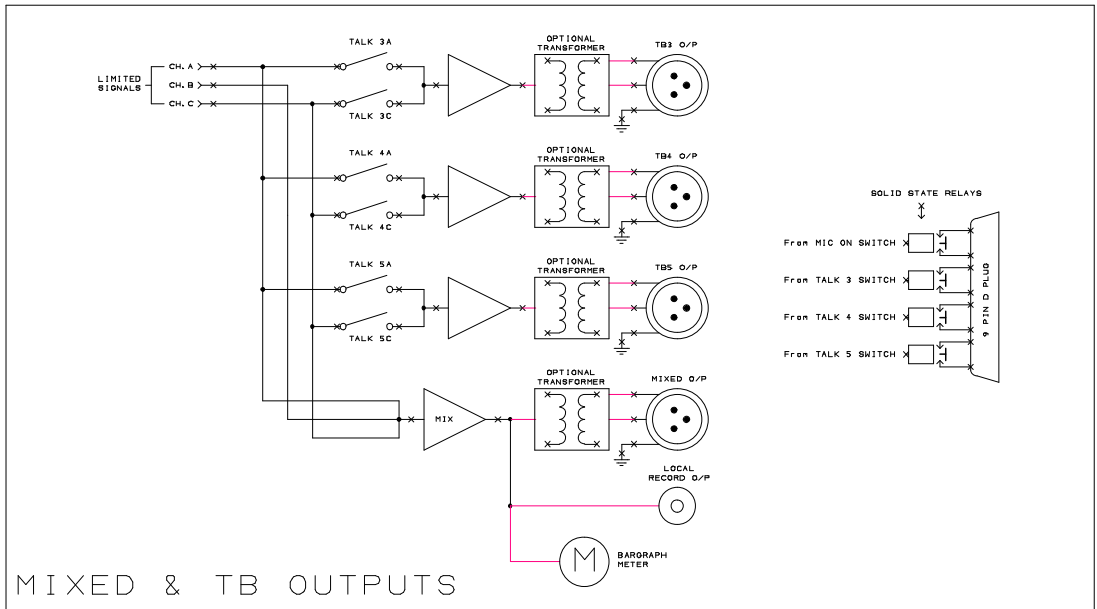 LIMITED
SIGNALS
CH. A
CH. B
CH. C
TALK 3A
TALK 3C
OPTIONAL
TRANSFORMER
TB3 O/P
TALK 4A
TALK 4C
OPTIONAL
TRANSFORMER
TB4 O/P
TALK 5A
TALK 5C
OPTIONAL
TRANSFORMER
TB5 O/P
MIX
OPTIONAL
TRANSFORMER
MIXED O/P
LOCAL
RECORD O/P
M
BARGRAPH
METER
SOLID STATE RELAYS
From MIC ON SWITCH
From TALK 3 SWITCH
From TALK 4 SWITCH
From TALK 5 SWITCH
9 PIN D PLUG
MIXED & TB OUTPUTS